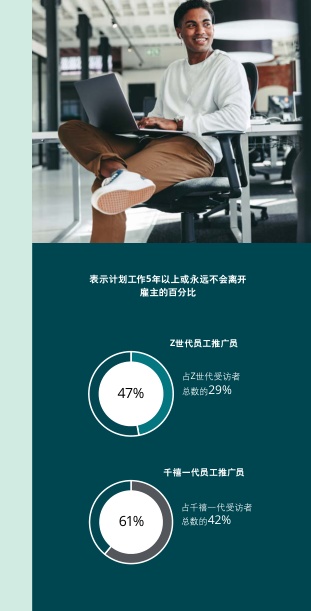 表示计划工作5年以上或永远不会离开
雇主的百分比
Z世代员工推广员
47%
占Z世代受访者
总数的29%
千禧一代员工推广员
61%
占千禧一代受访者
总数的42%